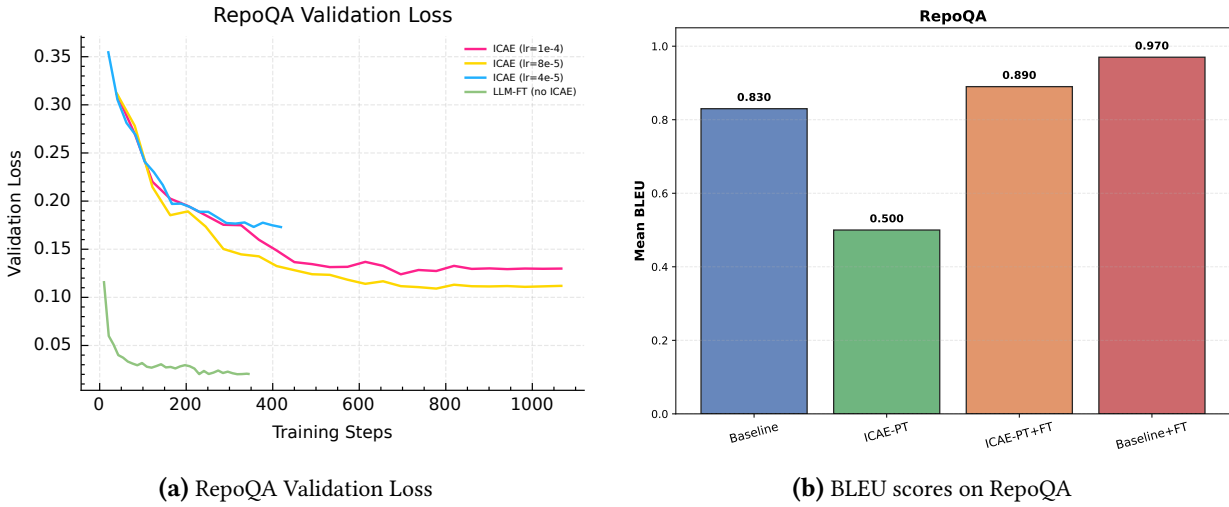 RepoQA Validation Loss
Validation Loss
0.35
0.30
0.25
0.20
0.15
0.10
0.05
0 200 400 600 800 1000
Training Steps
ICAE (lr=1e-4)
ICAE (lr=8e-5)
ICAE (lr=4e-5)
LLM-FT (no ICAE)
(a) RepoQA Validation Loss
RepoQA
Mean BLEU
1.0
0.8
0.6
0.4
0.2
0.0
0.830
0.500
0.890
0.970
Baseline
ICAE-PT
ICAE-PT+FT
Baseline+FT
(b) BLEU scores on RepoQA